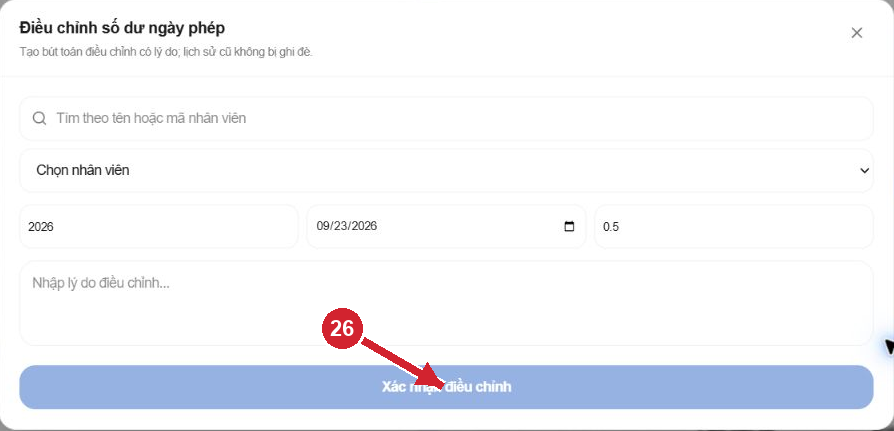 Điều chỉnh số dư ngày phép
Tạo bút toán điều chỉnh có lý do; lịch sử cũ không bị ghi đè.
Tìm theo tên hoặc mã nhân viên
Chọn nhân viên
2026
09/23/2026
0.5
Nhập lý do điều chỉnh...
26
Xác nhận điều chỉnh